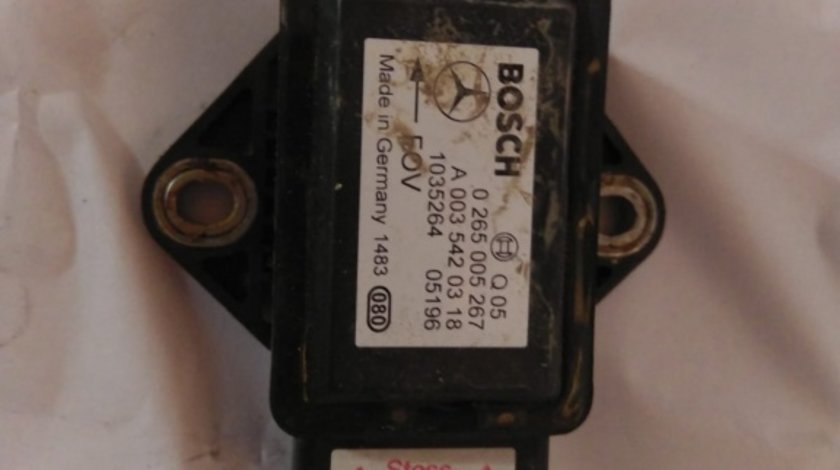 BOSCH
Q 05
0 265 005 267
A 003 542 03 18
1035264 05196
FOV
Made in Germany 1483 080